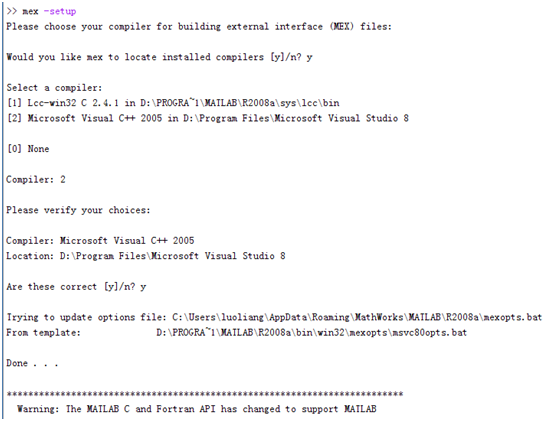 >> mex -setup
Please choose your compiler for building external interface (MEX) files:
Would you like mex to locate installed compilers [y]/n? y
Select a compiler:
[1] Lcc-win32 C 2.4.1 in D:\PROGRA~1\MATLAB\R2008a\sys\lcc\bin
[2] Microsoft Visual C++ 2005 in D:\Program Files\Microsoft Visual Studio 8
[0] None
Compiler: 2
Please verify your choices:
Compiler: Microsoft Visual C++ 2005
Location: D:\Program Files\Microsoft Visual Studio 8
Are these correct [y]/n? y
Trying to update options file: C:\Users\luoliang\AppData\Roaming\MathWorks\MATLAB\R2008a\mexopts.bat
From template: D:\PROGRA~1\MATLAB\R2008a\bin\win32\mexopts\msvc80opts.bat
Done . . .
**************************************************************************
Warning: The MATLAB C and Fortran API has changed to support MATLAB